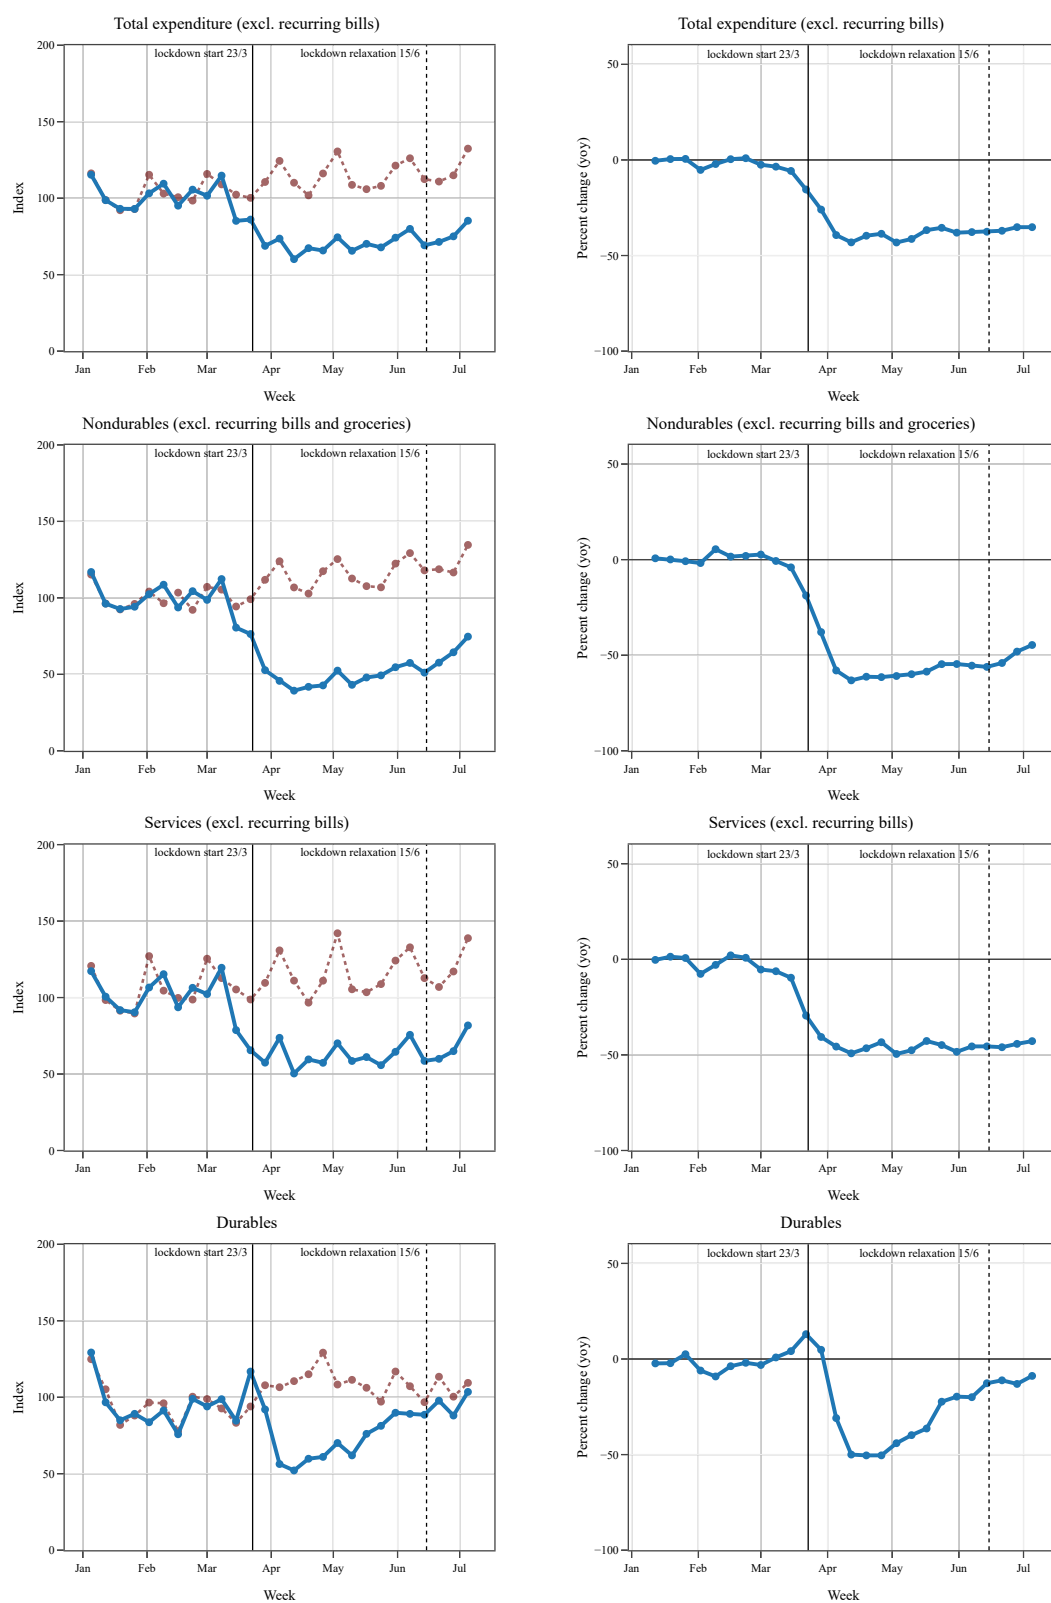 Total expenditure (excl. recurring bills)
200
150
100
50
0
Index
lockdown start 23/3
lockdown relaxation 15/6
Jan Feb Mar Apr May Jun Jul
Week
Total expenditure (excl. recurring bills)
50
0
−50
−100
Percent change (yoy)
lockdown start 23/3
lockdown relaxation 15/6
Jan Feb Mar Apr May Jun Jul
Week
Nondurables (excl. recurring bills and groceries)
200
150
100
50
0
Index
lockdown start 23/3
lockdown relaxation 15/6
Jan Feb Mar Apr May Jun Jul
Week
Nondurables (excl. recurring bills and groceries)
50
0
−50
−100
Percent change (yoy)
lockdown start 23/3
lockdown relaxation 15/6
Jan Feb Mar Apr May Jun Jul
Week
Services (excl. recurring bills)
200
150
100
50
0
Index
lockdown start 23/3
lockdown relaxation 15/6
Jan Feb Mar Apr May Jun Jul
Week
Services (excl. recurring bills)
50
0
−50
−100
Percent change (yoy)
lockdown start 23/3
lockdown relaxation 15/6
Jan Feb Mar Apr May Jun Jul
Week
Durables
200
150
100
50
0
Index
lockdown start 23/3
lockdown relaxation 15/6
Jan Feb Mar Apr May Jun Jul
Week
Durables
50
0
−50
−100
Percent change (yoy)
lockdown start 23/3
lockdown relaxation 15/6
Jan Feb Mar Apr May Jun Jul
Week